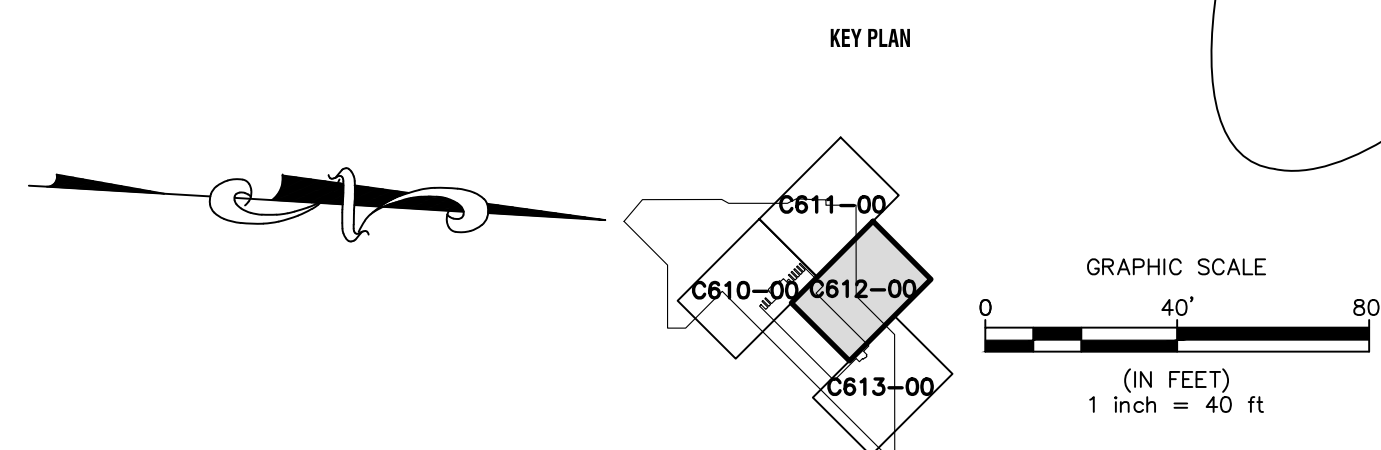 KEY PLAN
C611-00
C610-00 C612-00
C613-00
GRAPHIC SCALE
0 40' 80
(IN FEET)
1 inch = 40 ft